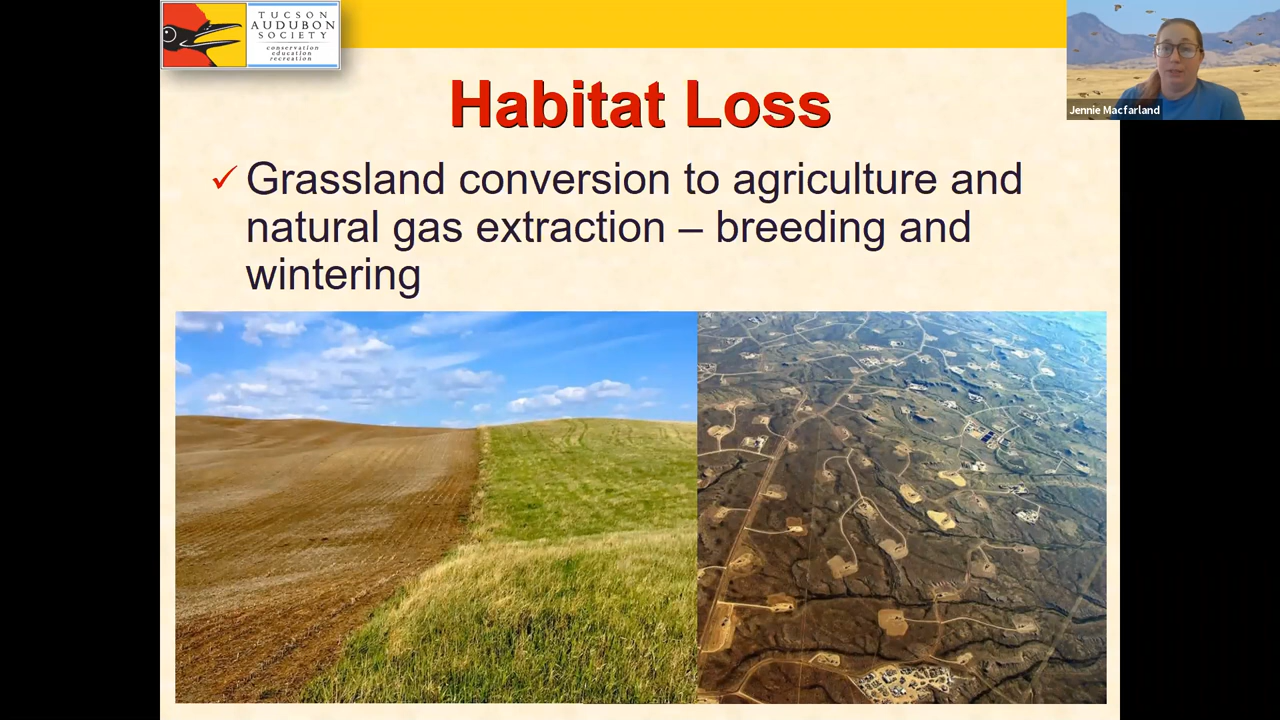 TUCSON
AUDUBON
SOCIETY
conservation
education
recreation
Jennie Macfarland
Habitat Loss
✓ Grassland conversion to agriculture and
natural gas extraction – breeding and
wintering